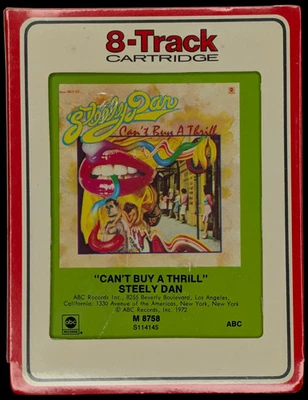 8-Track
CARTRIDGE
Steely Dan
Can't Buy A Thrill
"CAN'T BUY A THRILL"
STEELY DAN
ABC Records Inc., 8255 Beverly Boulevard, Los Angeles,
California. 1330 Avenue of the Americas, New York, New York
© ABC Records, Inc. 1972
M 8758
S114145
ABC